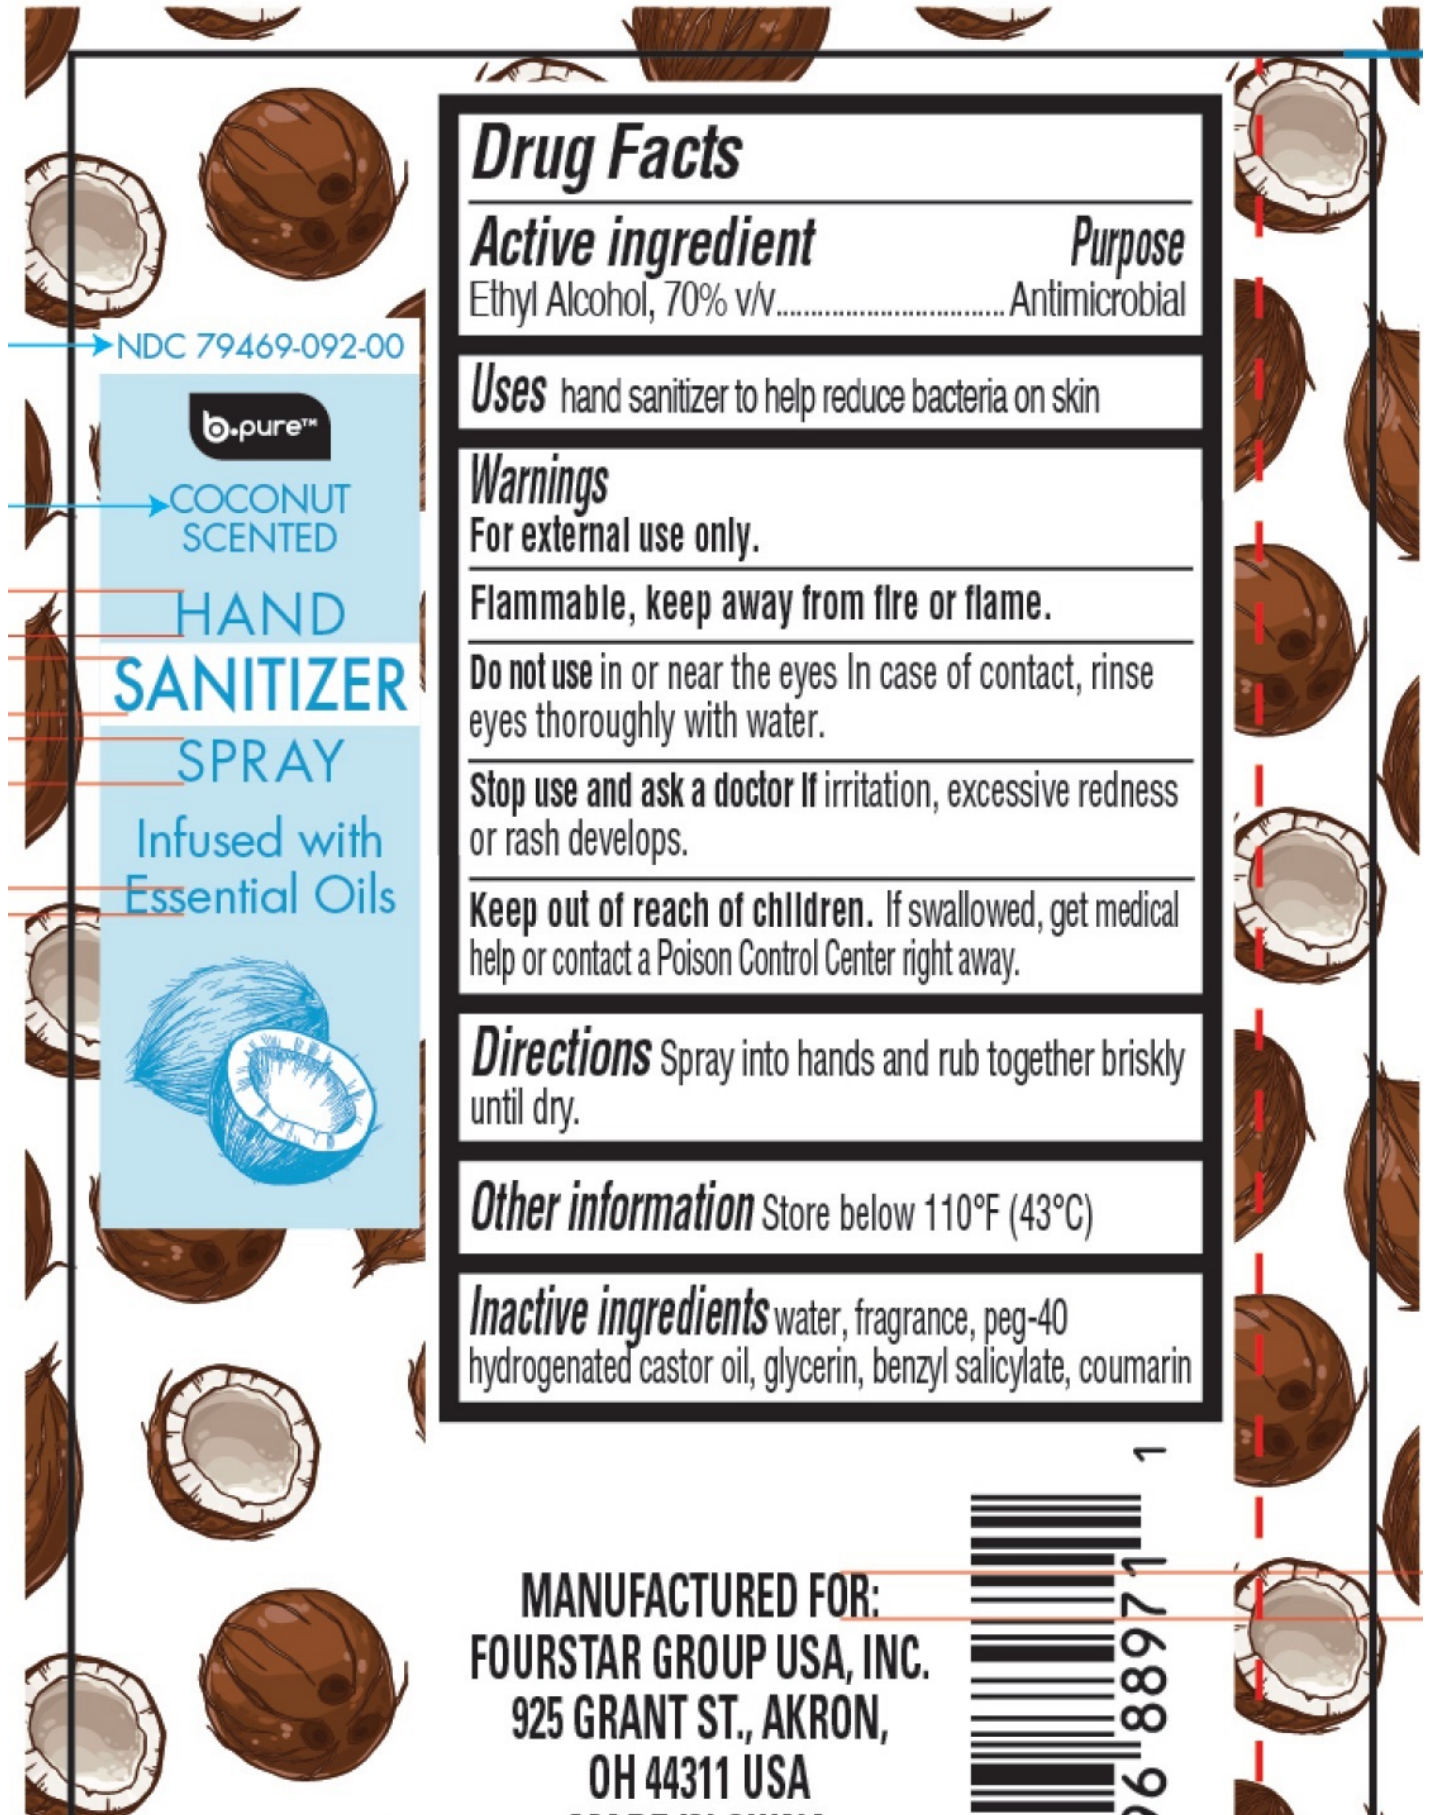 NDC 79469-092-00
b.pure™
COCONUT
SCENTED
HAND
SANITIZER
SPRAY
Infused with
Essential Oils
Drug Facts
Active ingredient Purpose
Ethyl Alcohol, 70% v/v.................................. Antimicrobial
Uses hand sanitizer to help reduce bacteria on skin
Warnings
For external use only.
Flammable, keep away from fire or flame.
Do not use in or near the eyes In case of contact, rinse
eyes thoroughly with water.
Stop use and ask a doctor If irritation, excessive redness
or rash develops.
Keep out of reach of chIldren. If swallowed, get medical
help or contact a Poison Control Center right away.
Directions Spray into hands and rub together briskly
until dry.
Other information Store below 110°F (43°C)
Inactive ingredients water, fragrance, peg-40
hydrogenated castor oil, glycerin, benzyl salicylate, coumarin
MANUFACTURED FOR:
FOURSTAR GROUP USA, INC.
925 GRANT ST., AKRON,
OH 44311 USA
96 88971 1